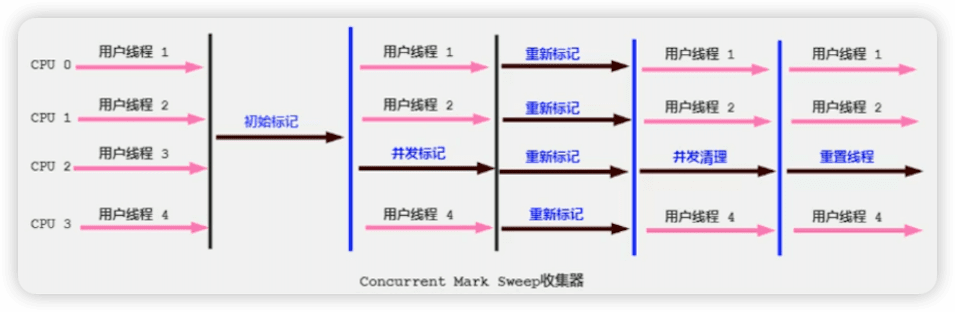 CPU 0 用户线程 1 用户线程 1 重新标记 用户线程 1 用户线程 1
CPU 1 用户线程 2 初始标记 用户线程 2 重新标记 用户线程 2 用户线程 2
CPU 2 用户线程 3 并发标记 重新标记 并发清理 重置线程
CPU 3 用户线程 4 用户线程 4 重新标记 用户线程 4 用户线程 4
Concurrent Mark Sweep收集器